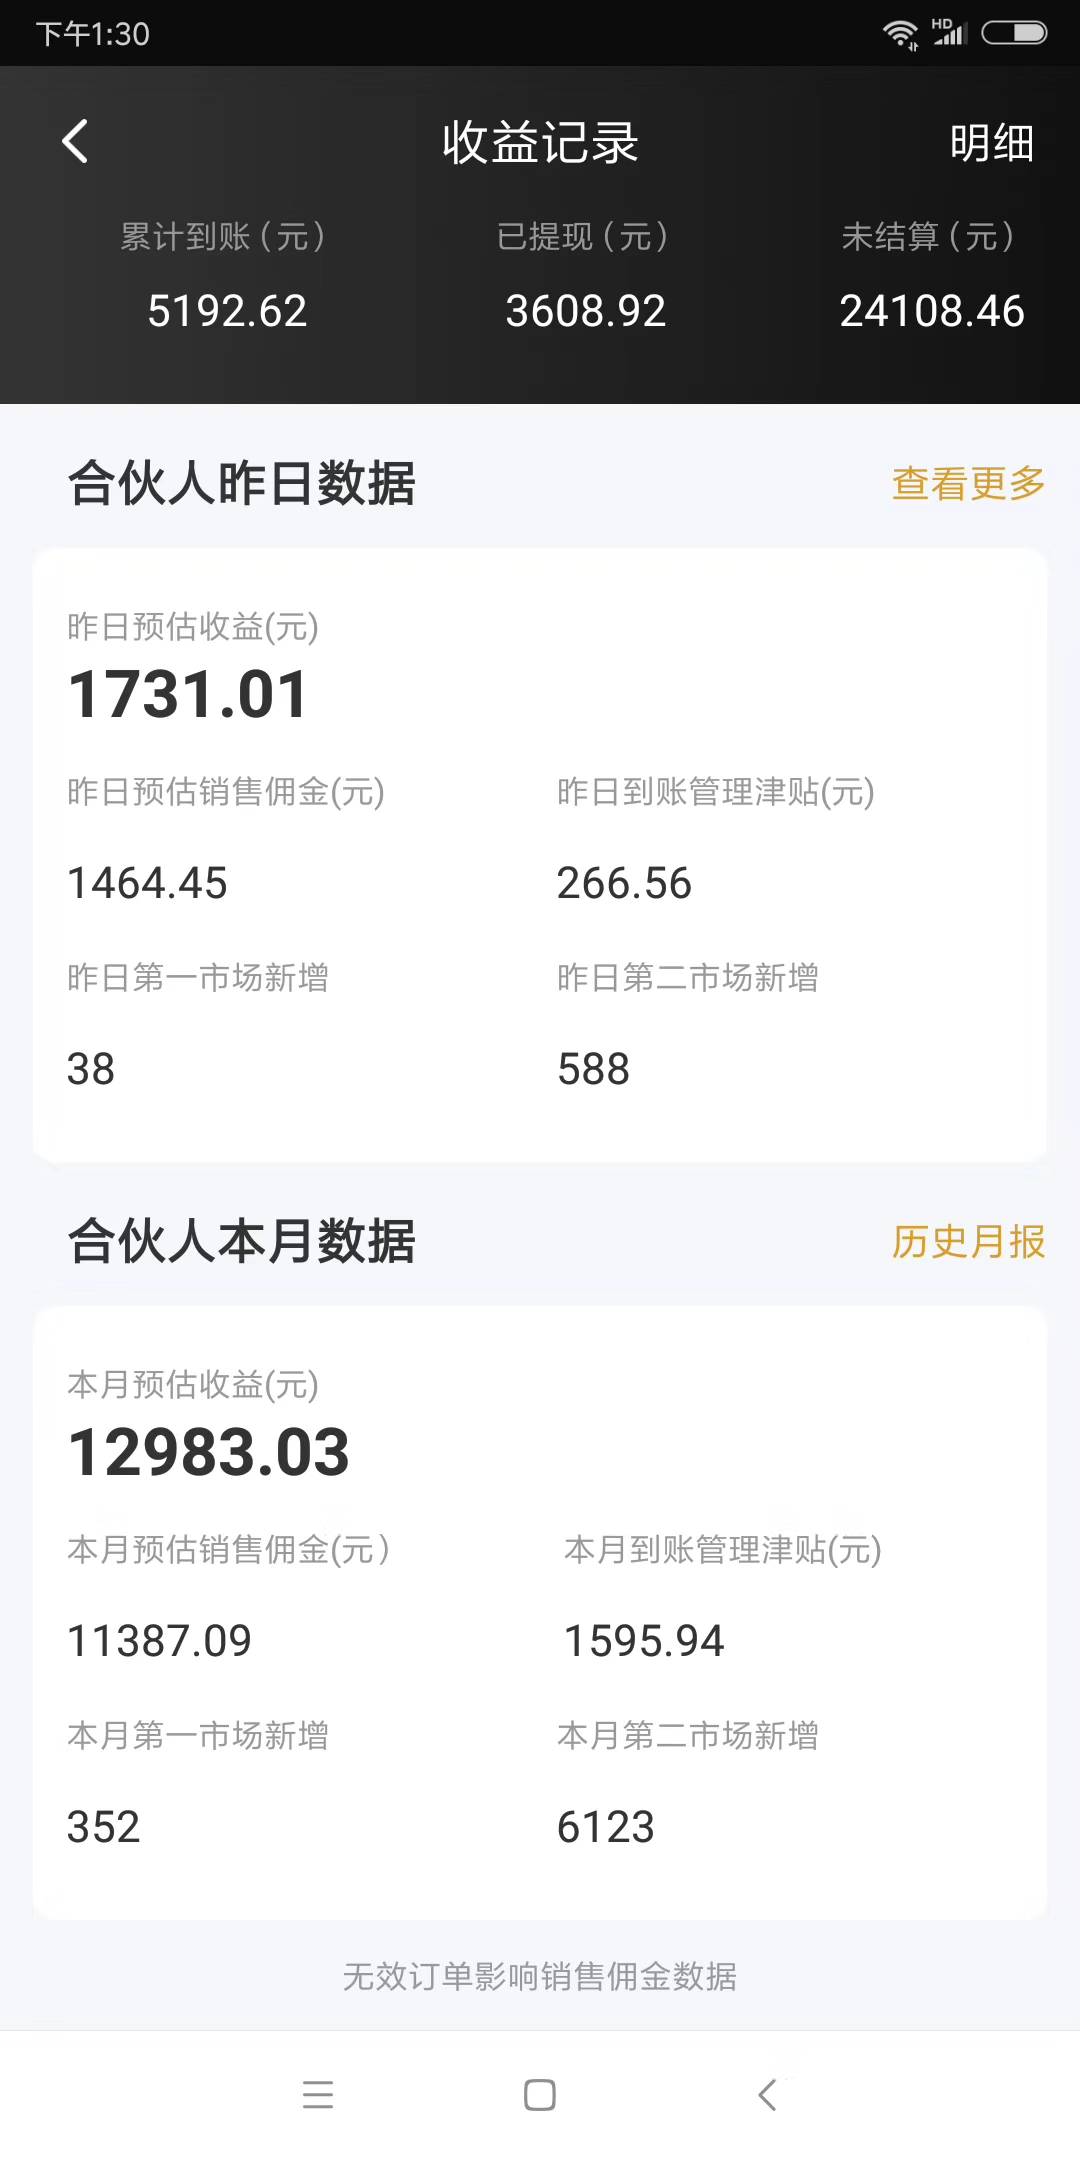 下午1:30
HD
收益记录
明细
累计到账（元）
已提现（元）
未结算（元）
5192.62
3608.92
24108.46
合伙人昨日数据
查看更多
昨日预估收益(元)
1731.01
昨日预估销售佣金(元)
昨日到账管理津贴(元)
1464.45
266.56
昨日第一市场新增
昨日第二市场新增
38
588
合伙人本月数据
历史月报
本月预估收益(元)
12983.03
本月预估销售佣金(元）
本月到账管理津贴(元)
11387.09
1595.94
本月第一市场新增
本月第二市场新增
352
6123
无效订单影响销售佣金数据